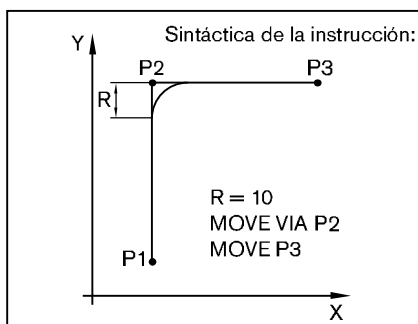 Sintáctica de la instrucción:
Y
P2
P3
R
R = 10
MOVE VIA P2
MOVE P3
P1
X